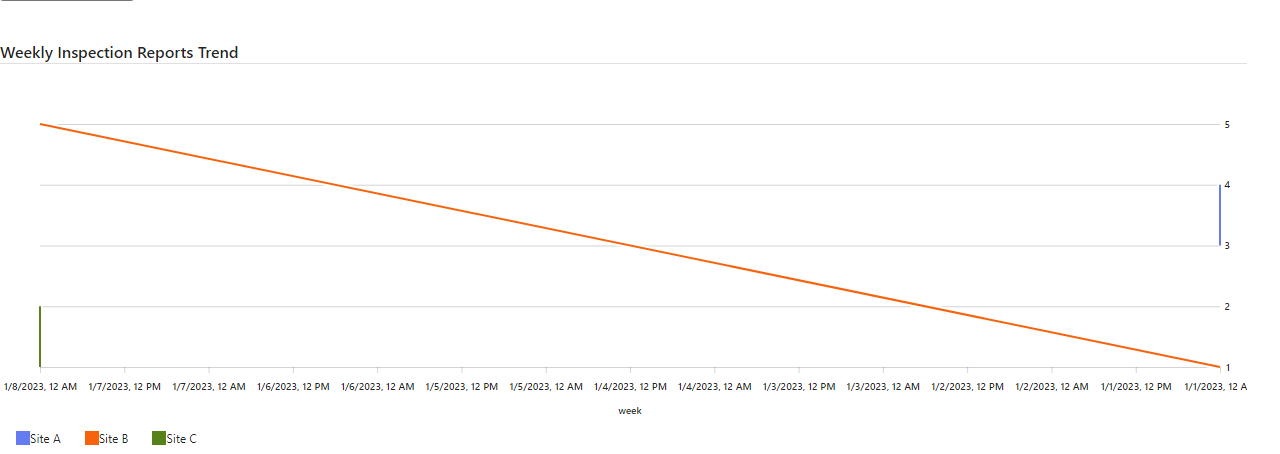 Weekly Inspection Reports Trend
5
4
3
2
1
1/8/2023, 12 AM 1/7/2023, 12 PM 1/7/2023, 12 AM 1/6/2023, 12 PM 1/6/2023, 12 AM 1/5/2023, 12 PM 1/5/2023, 12 AM 1/4/2023, 12 PM 1/4/2023, 12 AM 1/3/2023, 12 PM 1/3/2023, 12 AM 1/2/2023, 12 PM 1/2/2023, 12 AM 1/1/2023, 12 PM 1/1/2023, 12 A
week
Site A Site B Site C